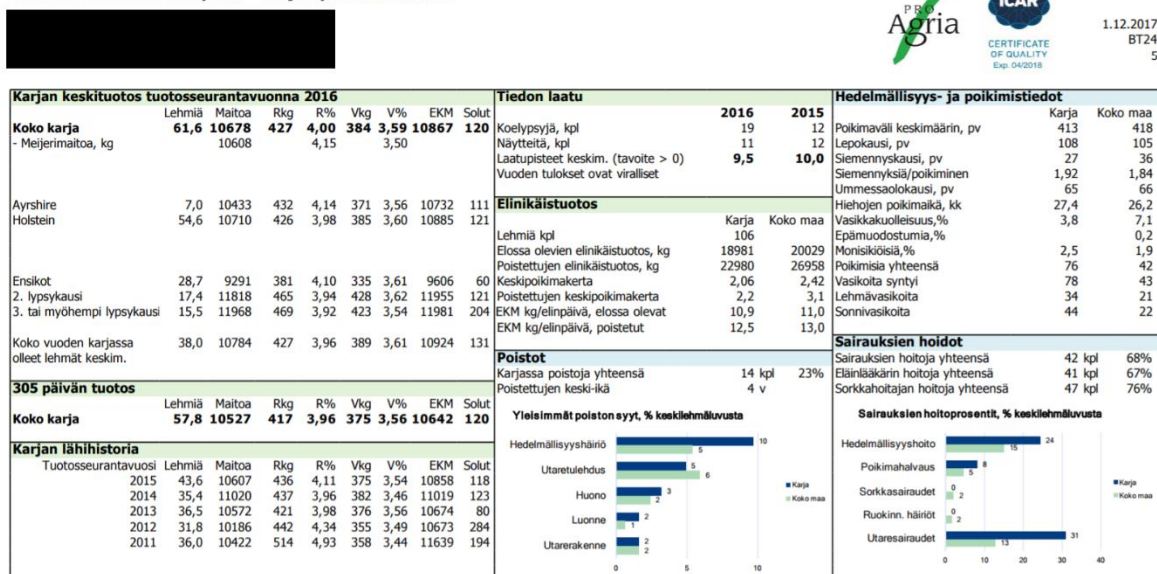 PRO
Agria
ICAR
CERTIFICATE
OF QUALITY
Exp. 04/2018
1.12.2017
BT24
5
Karjan keskituotos tuotosseurantavuonna 2016
Lehmiä Maitoa Rkg R% Vkg V% EKM Solut
Koko karja 61,6 10678 427 4,00 384 3,59 10867 120
- Meijerimaitoa, kg 10608 4,15 3,50
Ayrshire 7,0 10433 432 4,14 371 3,56 10732 111
Holstein 54,6 10710 426 3,98 385 3,60 10885 121
Ensikot 28,7 9291 381 4,10 335 3,61 9606 60
2. lypsykausi 17,4 11818 465 3,94 428 3,62 11955 121
3. tai myöhempi lypsykausi 15,5 11968 469 3,92 423 3,54 11981 204
Koko vuoden karjassa 38,0 10784 427 3,96 389 3,61 10924 131
olleet lehmät keskim.
305 päivän tuotos
Lehmiä Maitoa Rkg R% Vkg V% EKM Solut
Koko karja 57,8 10527 417 3,96 375 3,56 10642 120
Karjan lähihistoria
Tuotosseurantavuosi Lehmiä Maitoa Rkg R% Vkg V% EKM Solut
2015 43,6 10607 436 4,11 375 3,54 10858 118
2014 35,4 11020 437 3,96 382 3,46 11019 123
2013 36,5 10572 421 3,98 376 3,56 10674 80
2012 31,8 10186 442 4,34 355 3,49 10673 284
2011 36,0 10422 514 4,93 358 3,44 11639 194
Tiedon laatu
2016 2015
Koelypsyjä, kpl 19 12
Näytteitä, kpl 11 12
Laatupisteet keskim. (tavoite > 0) 9,5 10,0
Vuoden tulokset ovat viralliset
Elinikäistuotos
Karja Koko maa
Lehmiä kpl 106
Elossa olevien elinikäistuotos, kg 18981 20029
Poistettujen elinikäistuotos, kg 22980 26958
Keskipoikimakerta 2,06 2,42
Poistettujen keskipoikimakerta 2,2 3,1
EKM kg/elinpäivä, elossa olevat 10,9 11,0
EKM kg/elinpäivä, poistetut 12,5 13,0
Poistot
Karjassa poistoja yhteensä 14 kpl 23%
Poistettujen keski-ikä 4 v
Yleisimmät poiston syyt, % keskilehmäluvusta
Hedelmällisyyshäiriö 10 5
Utaretulehdus 5 6
Huono 3 2
Luonne 2 1
Utarerakenne 2 2
0 5 10
Karja
Koko maa
Hedelmällisyys- ja poikimistiedot
Karja Koko maa
Poikimaväli keskimäärin, pv 413 418
Lepokausi, pv 108 105
Siemennyskausi, pv 27 36
Siemennyksiä/poikiminen 1,92 1,84
Ummessaolokausi, pv 65 66
Hiehojen poikimaikä, kk 27,4 26,2
Vasikkakuolleisuus,% 3,8 7,1
Epämuodostumia,% 0,2
Monisikiöisiä,% 2,5 1,9
Poikimisia yhteensä 76 42
Vasikoita syntyi 78 43
Lehmävasikoita 34 21
Sonnivasikoita 44 22
Sairauksien hoidot
Sairauksien hoitoja yhteensä 42 kpl 68%
Eläinlääkärin hoitoja yhteensä 41 kpl 67%
Sorkkahoitajan hoitoja yhteensä 47 kpl 76%
Sairauksien hoitoprosentit, % keskilehmäluvusta
Hedelmällisyyshoito 24 15
Poikimahalvaus 8 5
Sorkkasairaudet 0 2
Ruokinn. häiriöt 0 2
Utaresairaudet 31 13
0 10 20 30 40
Karja
Koko maa